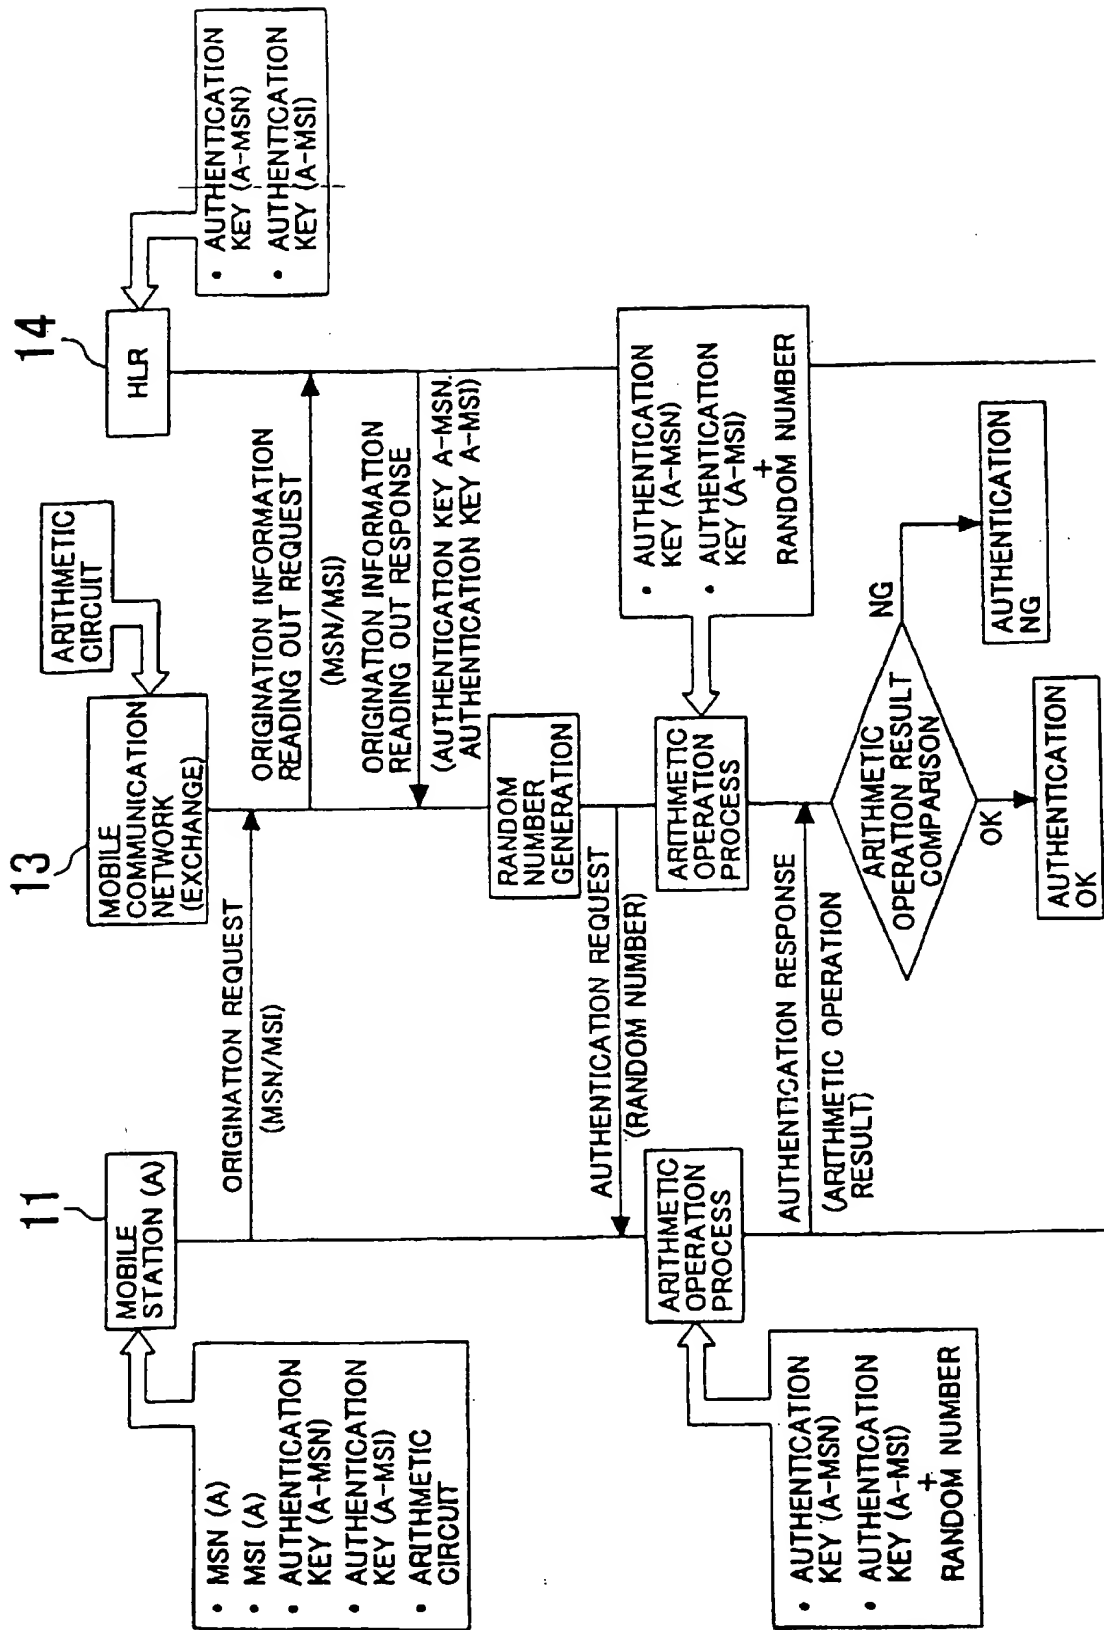 11
MOBILE
STATION (A)
• MSN (A)
• MSI (A)
• AUTHENTICATION
KEY (A-MSN)
• AUTHENTICATION
KEY (A-MSI)
• ARITHMETIC
CIRCUIT
13
MOBILE
COMMUNICATION
NETWORK
(EXCHANGE)
ARITHMETIC
CIRCUIT
14
HLR
• AUTHENTICATION
KEY (A-MSN)
• AUTHENTICATION
KEY (A-MSI)
ORIGINATION REQUEST
(MSN/MSI)
ORIGINATION INFORMATION
READING OUT REQUEST
(MSN/MSI)
ORIGINATION INFORMATION
READING OUT RESPONSE
(AUTHENTICATION KEY A-MSN.
AUTHENTICATION KEY A-MSI)
RANDOM
NUMBER
GENERATION
AUTHENTICATION REQUEST
(RANDOM NUMBER)
ARITHMETIC
OPERATION
PROCESS
• AUTHENTICATION
KEY (A-MSN)
• AUTHENTICATION
KEY (A-MSI)
+
RANDOM NUMBER
ARITHMETIC
OPERATION
PROCESS
• AUTHENTICATION
KEY (A-MSN)
• AUTHENTICATION
KEY (A-MSI)
+
RANDOM NUMBER
AUTHENTICATION RESPONSE
(ARITHMETIC OPERATION
RESULT)
ARITHMETIC
OPERATION RESULT
COMPARISON
NG
OK
AUTHENTICATION
NG
AUTHENTICATION
OK